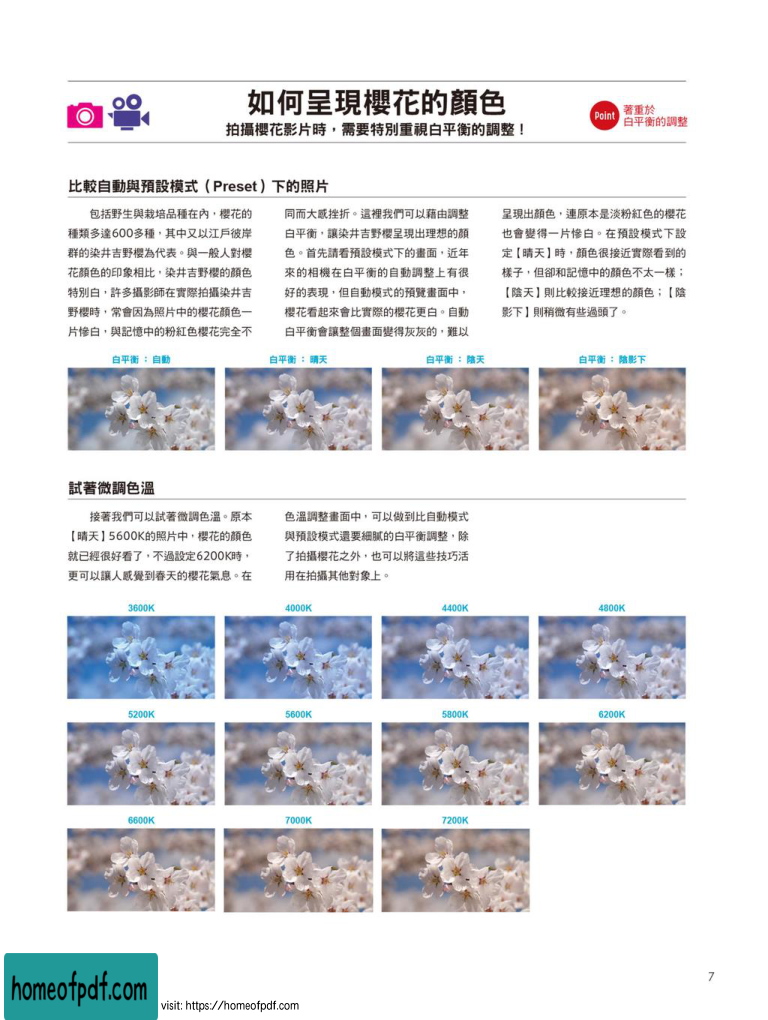 如何呈現櫻花的顏色
拍攝櫻花影片時，需要特別重視白平衡的調整！
Point
著重於
白平衡的調整
比較自動與預設模式（Preset）下的照片
包括野生與栽培品種在內，櫻花的
種類多達600多種，其中又以江戶彼岸
群的染井吉野櫻為代表。與一般人對櫻
花顏色的印象相比，染井吉野櫻的顏色
特別白，許多攝影師在實際拍攝染井吉
野櫻時，常會因為照片中的櫻花顏色一
片慘白，與記憶中的粉紅色櫻花完全不
同而大感挫折。這裡我們可以藉由調整
白平衡，讓染井吉野櫻呈現出理想的顏
色。首先請看預設模式下的畫面，近年
來的相機在白平衡的自動調整上有很
好的表現，但自動模式的預覽畫面中，
櫻花看起來會比實際的櫻花更白。自動
白平衡會讓整個畫面變得灰灰的，難以
呈現出顏色，連原本是淡粉紅色的櫻花
也會變得一片慘白。在預設模式下設
定【晴天】時，顏色很接近實際看到的
樣子，但卻和記憶中的顏色不太一樣；
【陰天】則比較接近理想的顏色；【陰
影下】則稍微有些過頭了。
白平衡：自動
白平衡：晴天
白平衡：陰天
白平衡：陰影下
試著微調色溫
接著我們可以試著微調色溫。原本
【晴天】5600K的照片中，櫻花的顏色
就已經很好看了，不過設定6200K時，
更可以讓人感覺到春天的櫻花氣息。在
色溫調整畫面中，可以做到比自動模式
與預設模式還要細膩的白平衡調整，除
了拍攝櫻花之外，也可以將這些技巧活
用在拍攝其他對象上。
3600K
4000K
4400K
4800K
5200K
5600K
5800K
6200K
6600K
7000K
7200K
7
homeofpdf.com
visit: https://homeofpdf.com